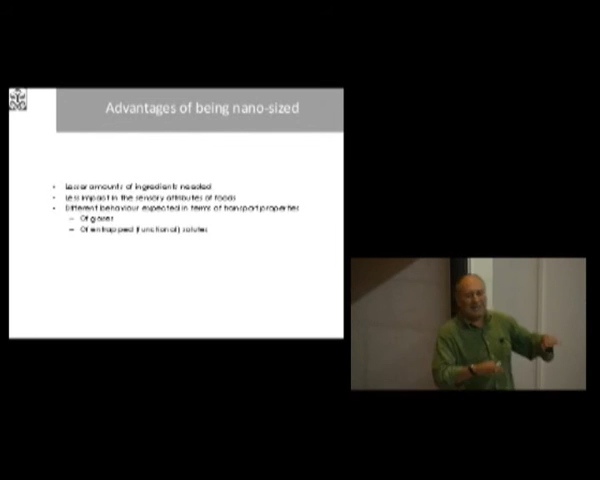 Advantages of being nano-sized
• Lesser amounts of ingredients needed
• Less impact in the sensory attributes of foods
• Different behaviour expected in terms of transport properties
– Of gases
– Of entrapped (functional) solutes